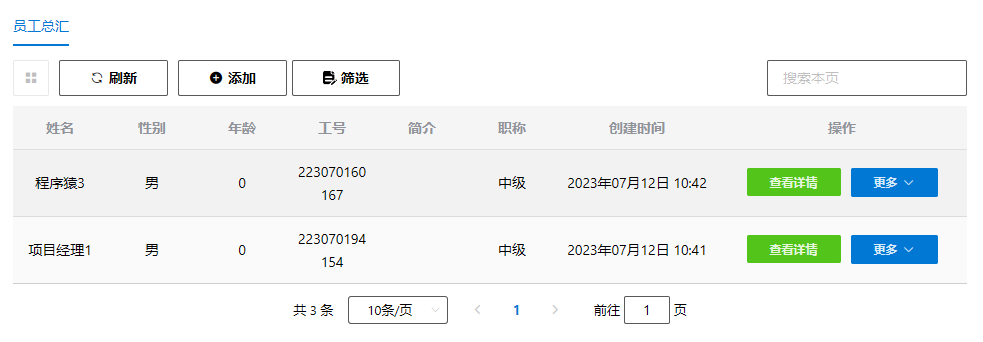 员工总汇
刷新 添加 筛选 搜索本页
姓名 性别 年龄 工号 简介 职称 创建时间 操作
程序猿3 男 0 223070160167 中级 2023年07月12日 10:42 查看详情 更多
项目经理1 男 0 223070194154 中级 2023年07月12日 10:41 查看详情 更多
共 3 条 10条/页 1 前往 1 页